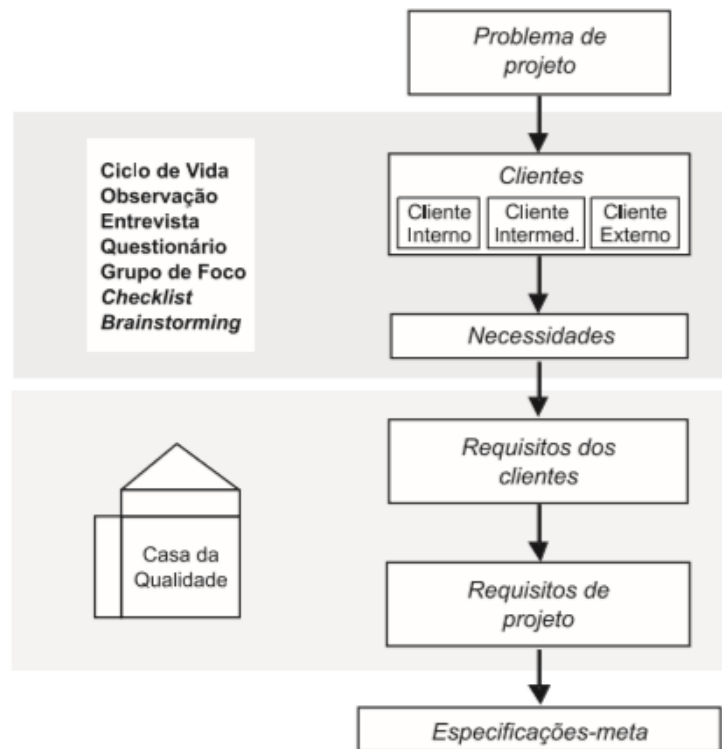 Problema de
projeto
Ciclo de Vida
Observação
Entrevista
Questionário
Grupo de Foco
Checklist
Brainstorming
Clientes
Cliente
Interno
Cliente
Intermed.
Cliente
Externo
Necessidades
Casa da
Qualidade
Requisitos dos
clientes
Requisitos de
projeto
Especificações-meta